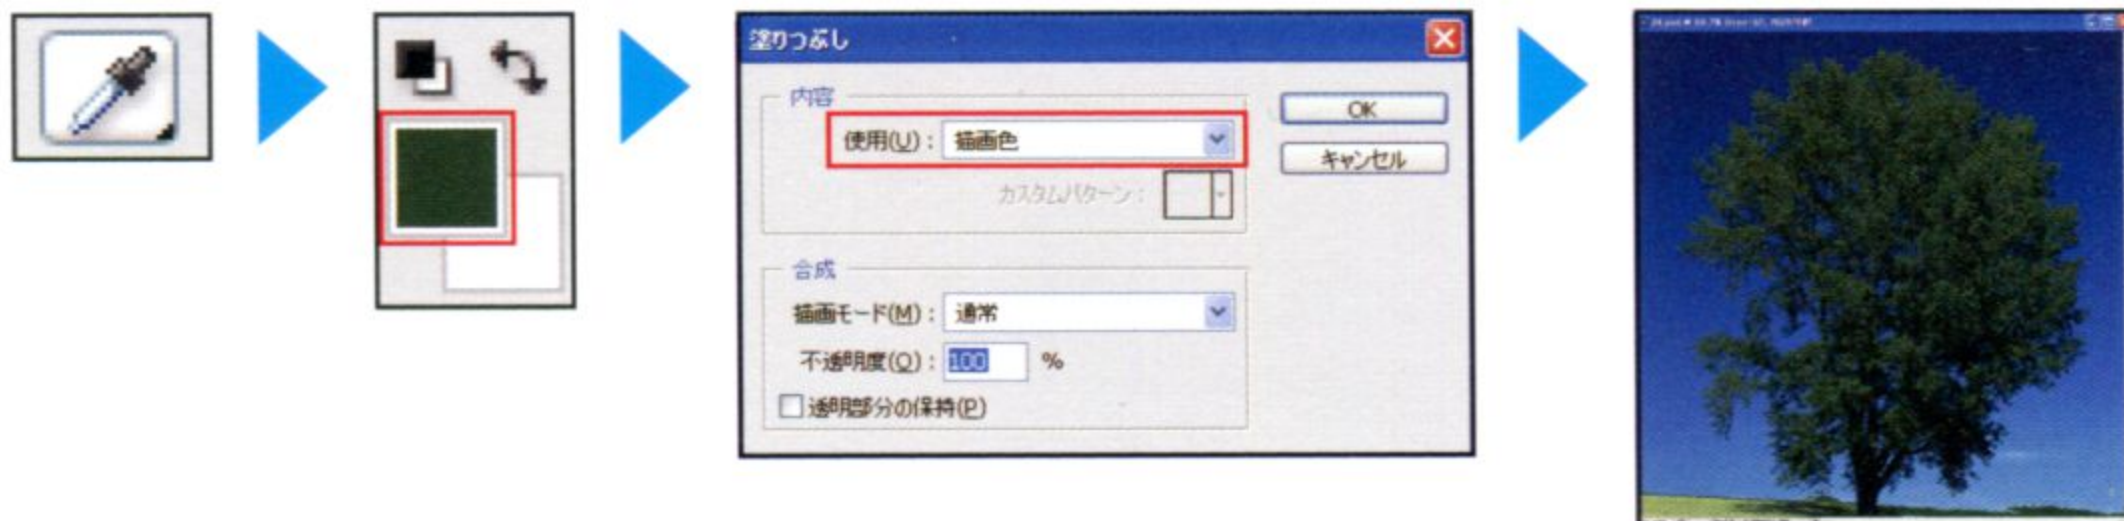 塗りつぶし
内容
使用(U): 描画色
OK
キャンセル
カスタムパターン:
合成
描画モード(M): 通常
不透明度(O): 100 %
透明部分の保持(P)